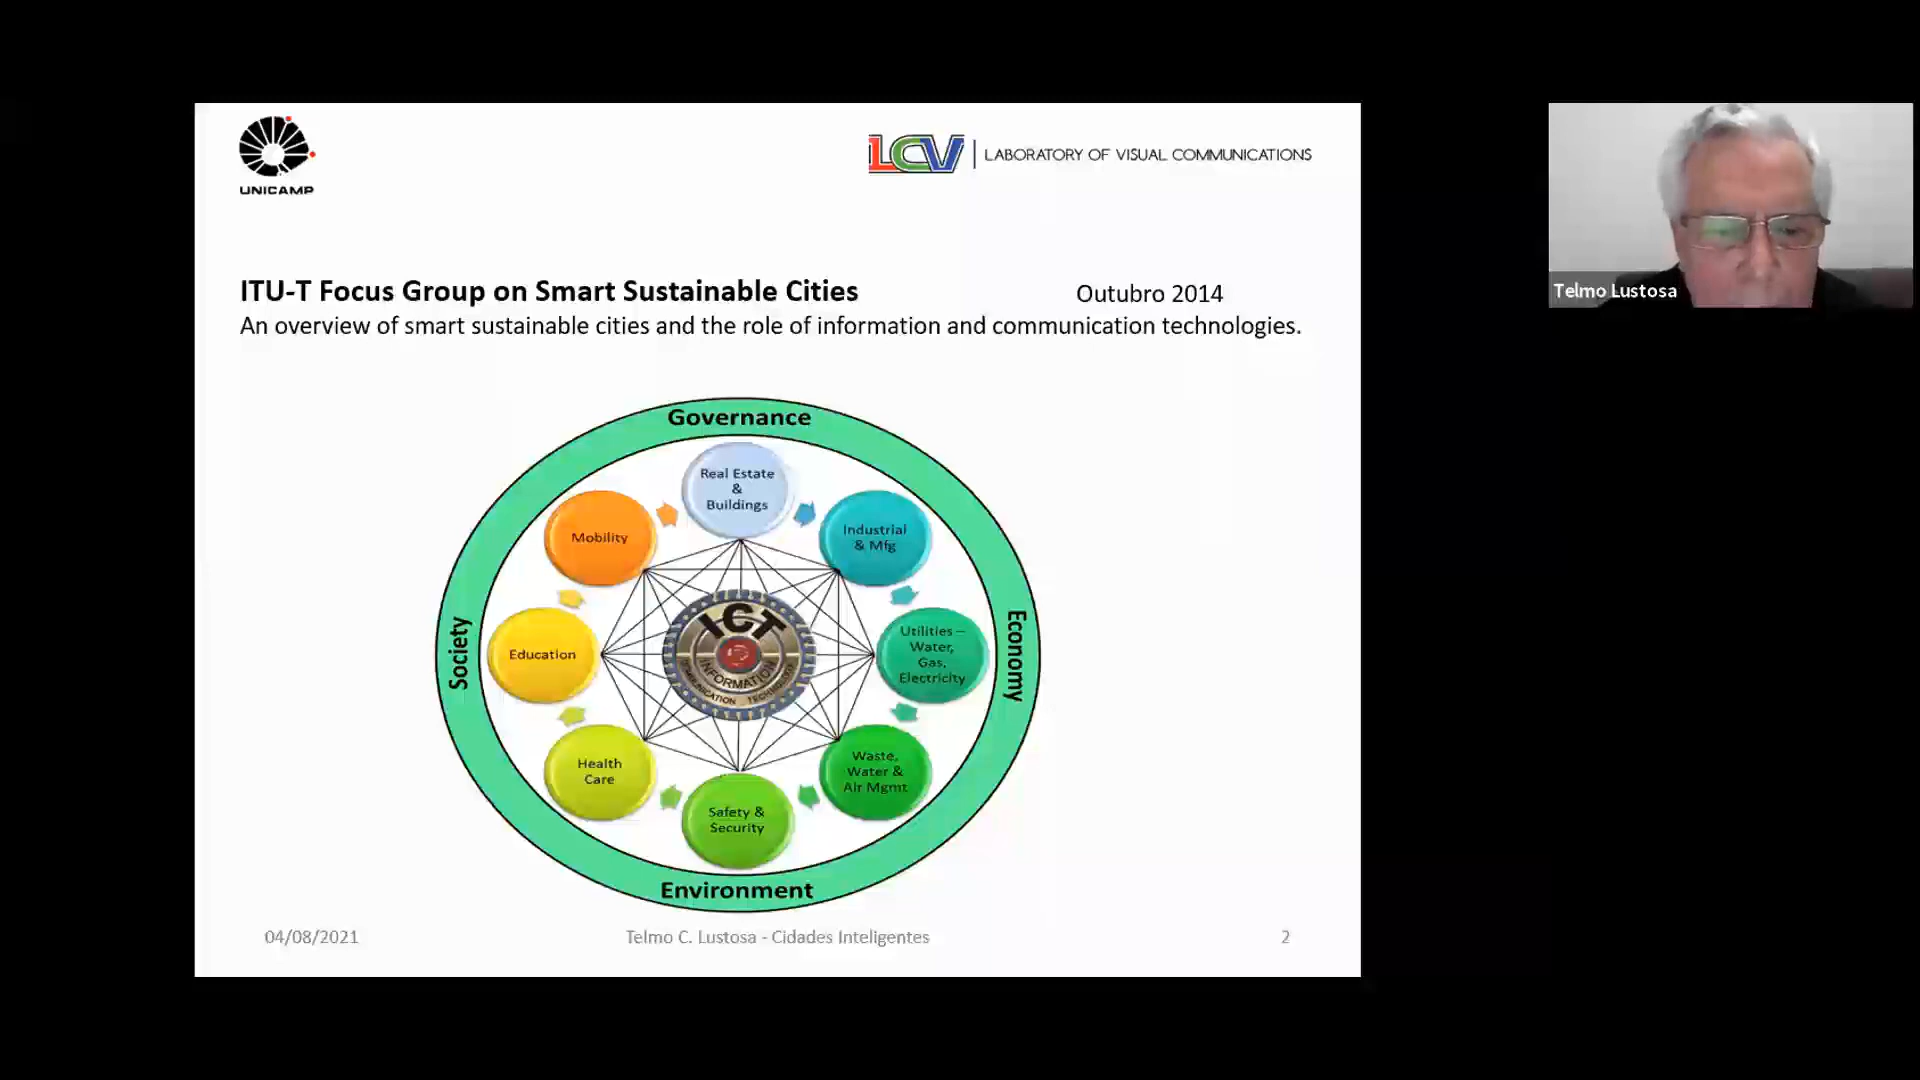 UNICAMP
LCV
LABORATORY OF VISUAL COMMUNICATIONS
ITU-T Focus Group on Smart Sustainable Cities
Outubro 2014
An overview of smart sustainable cities and the role of information and communication technologies.
Governance
Real Estate
&
Buildings
Mobility
Industrial
& Mfg
Society
Education
ICT
INFORMATION
TECHNOLOGY
Utilities –
Water,
Gas,
Electricity
Economy
Health
Care
Waste,
Water &
Air Mgmt
Safety &
Security
Environment
04/08/2021
Telmo C. Lustosa - Cidades Inteligentes
2
Telmo Lustosa